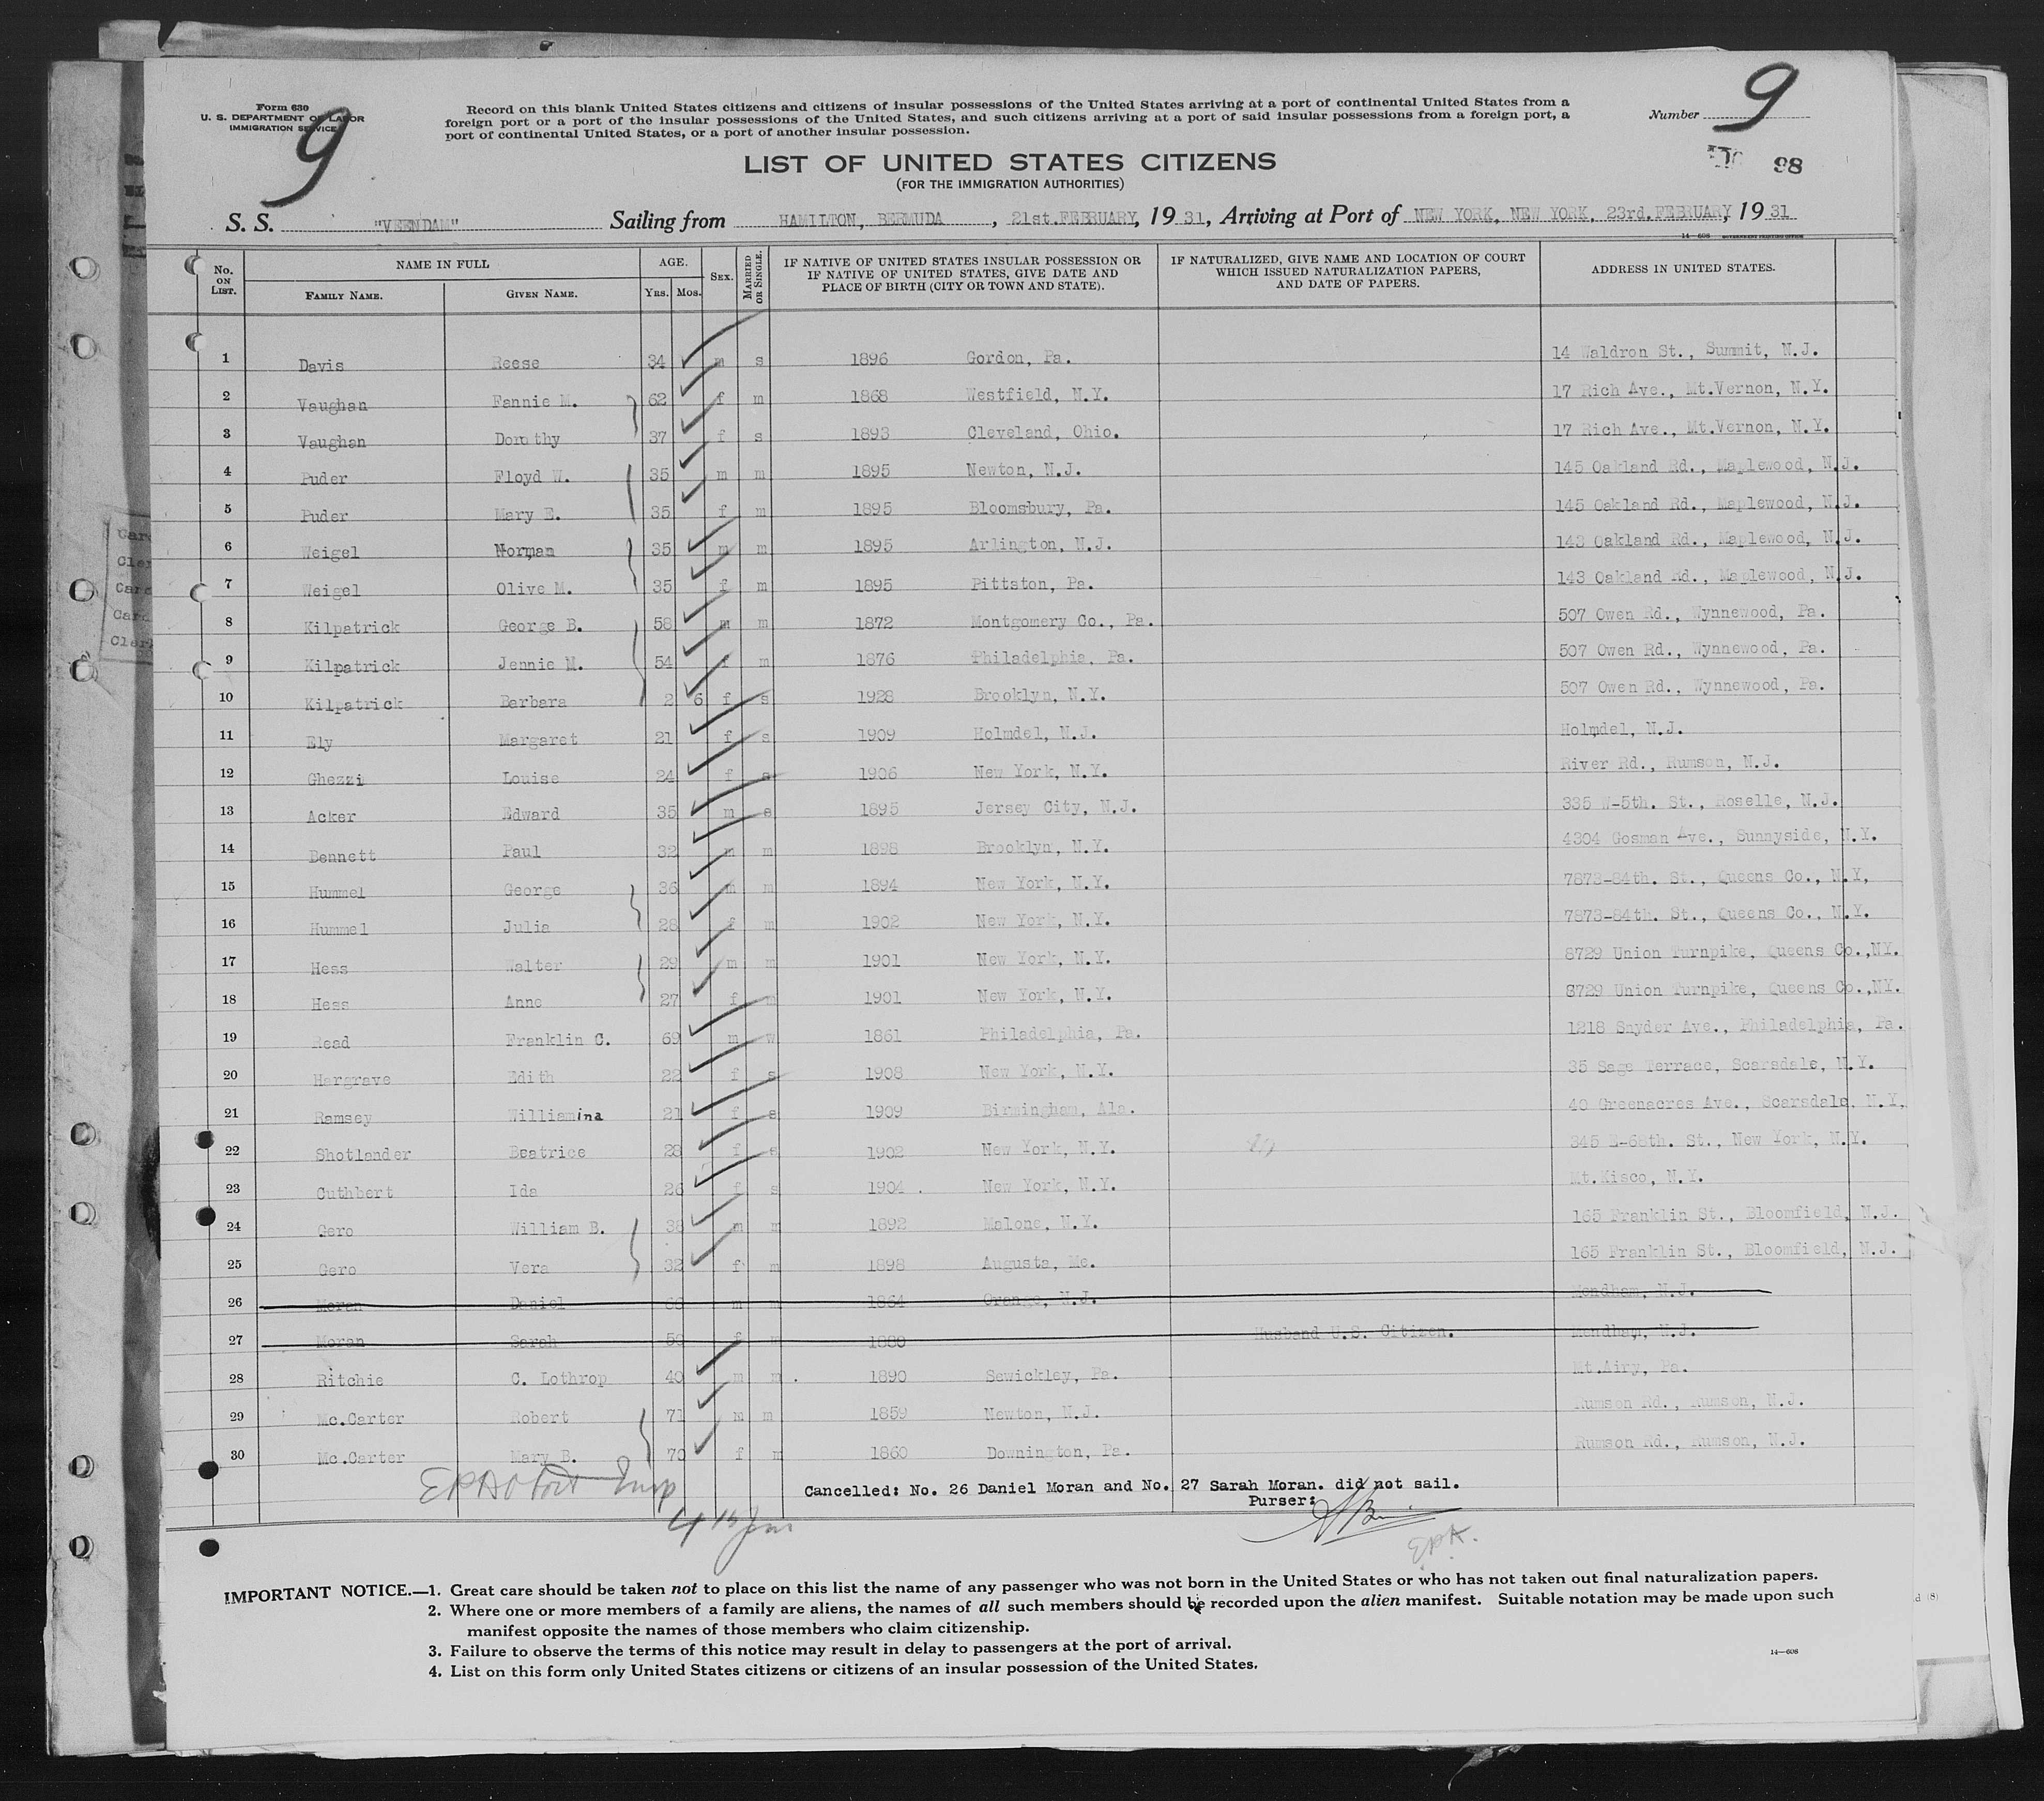 Form 630
U. S. DEPARTMENT OF LABOR
IMMIGRATION SERVICE
9
Record on this blank United States citizens and citizens of insular possessions of the United States arriving at a port of continental United States from a
foreign port or a port of the insular possessions of the United States, and such citizens arriving at a port of said insular possessions from a foreign port, a
port of continental United States, or a port of another insular possession.
Number 9
98
LIST OF UNITED STATES CITIZENS
(FOR THE IMMIGRATION AUTHORITIES)
S. S. "VEENDAM" Sailing from HAMILTON, BERMUDA, 21st.FEBRUARY, 1931, Arriving at Port of NEW YORK, NEW YORK, 23rd.FEBRUARY, 1931
14—608 GOVERNMENT PRINTING OFFICE
No. ON LIST. NAME IN FULL FAMILY NAME. GIVEN NAME. AGE. YRS. MOS. SEX. MARRIED OR SINGLE. IF NATIVE OF UNITED STATES INSULAR POSSESSION OR IF NATIVE OF UNITED STATES, GIVE DATE AND PLACE OF BIRTH (CITY OR TOWN AND STATE). IF NATURALIZED, GIVE NAME AND LOCATION OF COURT WHICH ISSUED NATURALIZATION PAPERS, AND DATE OF PAPERS. ADDRESS IN UNITED STATES.
1 Davis Reese 34 m s 1896 Gordon, Pa. 14 Waldron St., Summit, N.J.
2 Vaughan Fannie M. 62 f m 1868 Westfield, N.Y. 17 Rich Ave., Mt.Vernon, N.Y.
3 Vaughan Dorothy 37 f s 1893 Cleveland, Ohio. 17 Rich Ave., Mt.Vernon, N.Y.
4 Puder Floyd W. 35 m m 1895 Newton, N.J. 145 Oakland Rd., Maplewood, N.J.
5 Puder Mary E. 35 f m 1895 Bloomsbury, Pa. 145 Oakland Rd., Maplewood, N.J.
6 Weigel Norman 35 m m 1895 Arlington, N.J. 143 Oakland Rd., Maplewood, N.J.
7 Weigel Olive M. 35 f m 1895 Pittston, Pa. 143 Oakland Rd., Maplewood, N.J.
8 Kilpatrick George B. 58 m m 1872 Montgomery Co., Pa. 507 Owen Rd., Wynnewood, Pa.
9 Kilpatrick Jennie M. 54 f m 1876 Philadelphia, Pa. 507 Owen Rd., Wynnewood, Pa.
10 Kilpatrick Barbara 2 6 f s 1928 Brooklyn, N.Y. 507 Owen Rd., Wynnewood, Pa.
11 Ely Margaret 21 f s 1909 Holmdel, N.J. Holmdel, N.J.
12 Ghezzi Louise 24 f s 1906 New York, N.Y. River Rd., Rumson, N.J.
13 Acker Edward 35 m s 1895 Jersey City, N.J. 335 W-5th. St., Roselle, N.J.
14 Bennett Paul 32 m m 1898 Brooklyn, N.Y. 4304 Gosman Ave., Sunnyside, N.Y.
15 Hummel George 36 m m 1894 New York, N.Y. 7873-84th. St., Queens Co., N.Y,
16 Hummel Julia 28 f m 1902 New York, N.Y. 7873-84th. St., Queens Co., N.Y.
17 Hess Walter 29 m m 1901 New York, N.Y. 8729 Union Turnpike, Queens Co.,NY.
18 Hess Anne 27 f m 1901 New York, N.Y. 8729 Union Turnpike, Queens Co.,NY.
19 Read Franklin C. 69 m w 1861 Philadelphia, Pa. 1218 Snyder Ave., Philadelphia, Pa.
20 Hargrave Edith 22 f s 1908 New York, N.Y. 35 Sage Terrace, Scarsdale, N.Y.
21 Ramsey Williamina 21 f s 1909 Birmingham, Ala. 40 Greenacres Ave., Scarsdale, N.Y.
22 Shotlander Beatrice 28 f s 1902 New York, N.Y. 345 E-68th. St., New York, N.Y.
23 Cuthbert Ida 26 f s 1904 New York, N.Y. Mt.Kisco, N.Y.
24 Gero William B. 38 m m 1892 Malone, N.Y. 165 Franklin St., Bloomfield, N.J.
25 Gero Vera 32 f m 1898 Augusta, Me. 165 Franklin St., Bloomfield, N.J.
26 Moran Daniel 66 m m 1864 Orange, N.J. Mendham, N.J.
27 Moran Sarah 50 f m 1880 Husband U.S. Citizen. Mendham, N.J.
28 Ritchie C. Lothrop 40 m m 1890 Sewickley, Pa. Mt.Airy, Pa.
29 Mc.Carter Robert 71 m m 1859 Newton, N.J. Rumson Rd., Rumson, N.J.
30 Mc.Carter Mary B. 70 f m 1860 Downington, Pa. Rumson Rd., Rumson, N.J.
Cancelled: No. 26 Daniel Moran and No. 27 Sarah Moran. did not sail.
Purser:
IMPORTANT NOTICE.—1. Great care should be taken not to place on this list the name of any passenger who was not born in the United States or who has not taken out final naturalization papers.
2. Where one or more members of a family are aliens, the names of all such members should be recorded upon the alien manifest. Suitable notation may be made upon such
manifest opposite the names of those members who claim citizenship.
3. Failure to observe the terms of this notice may result in delay to passengers at the port of arrival.
4. List on this form only United States citizens or citizens of an insular possession of the United States.
14—608